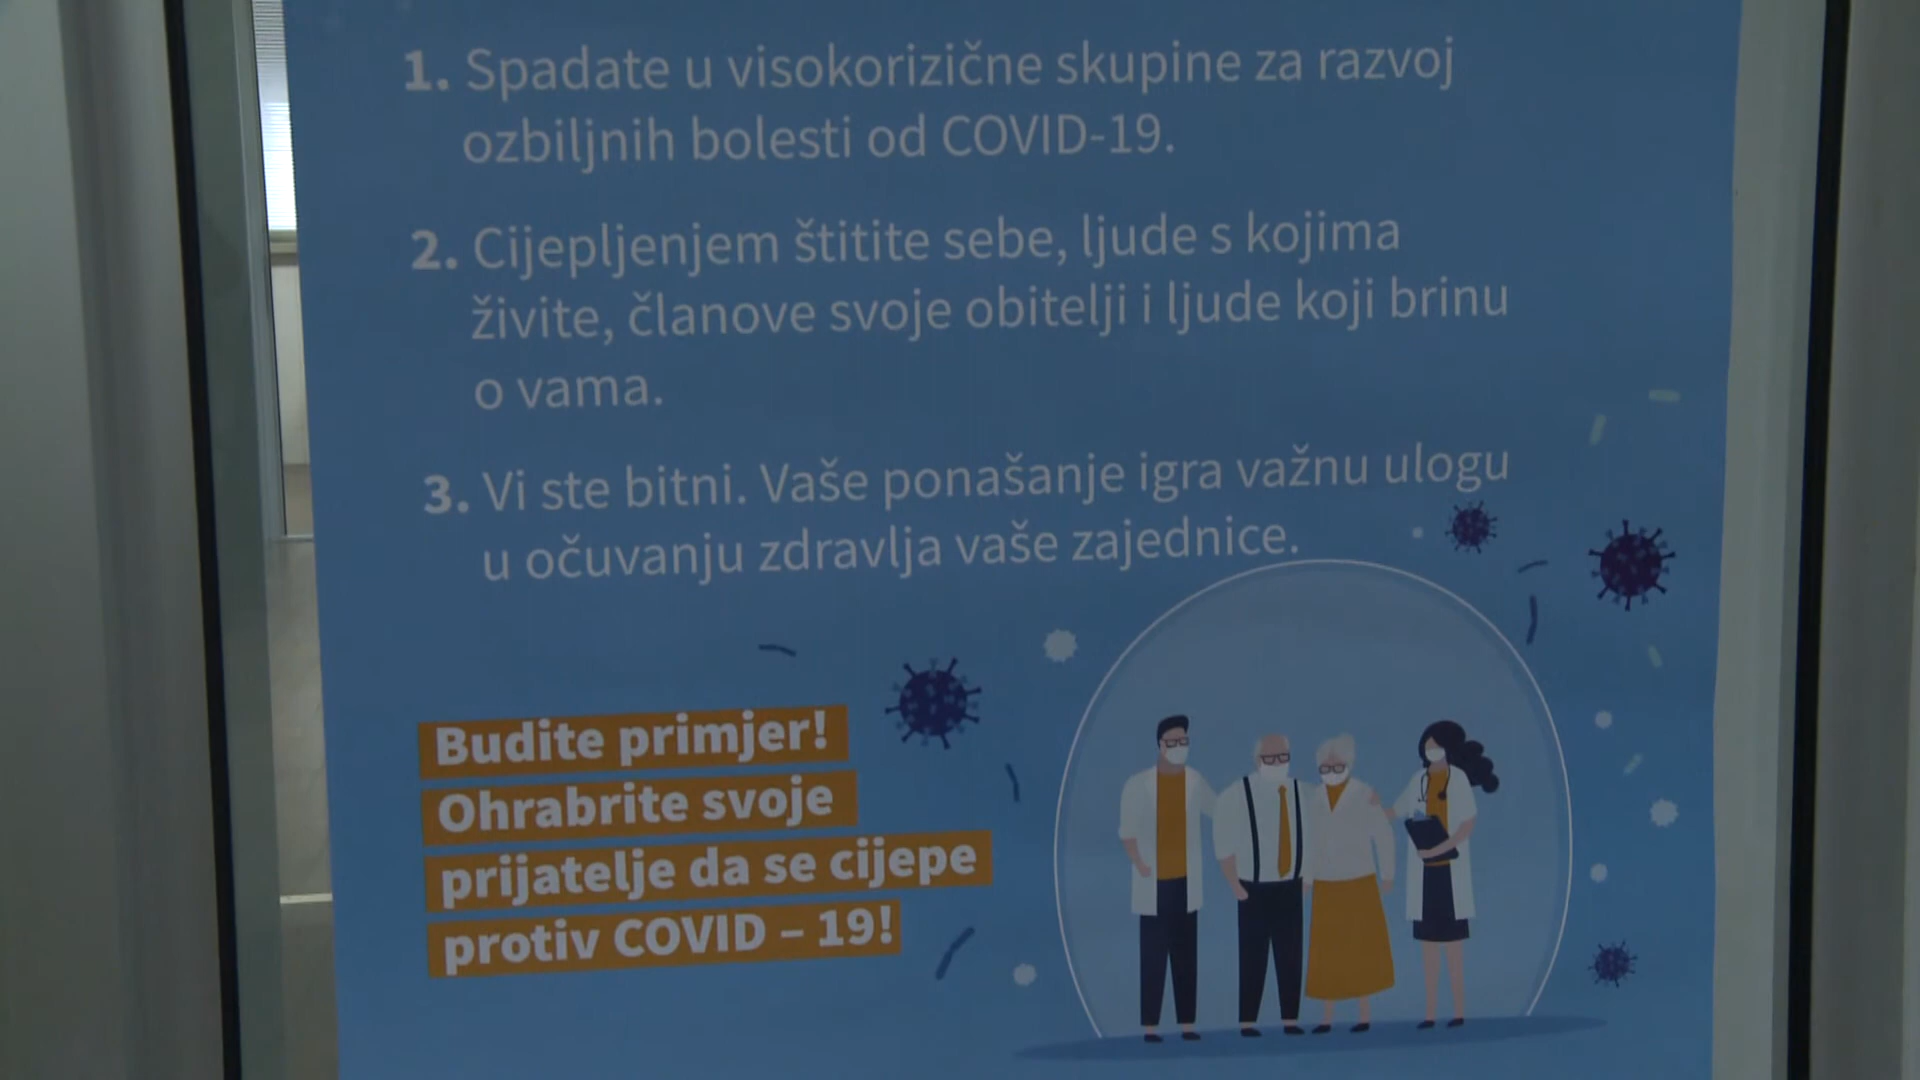 1. Spadate u visokorizične skupine za razvoj
ozbiljnih bolesti od COVID-19.
2. Cijepljenjem štitite sebe, ljude s kojima
živite, članove svoje obitelji i ljude koji brinu
o vama.
3. Vi ste bitni. Vaše ponašanje igra važnu ulogu
u očuvanju zdravlja vaše zajednice.
Budite primjer!
Ohrabrite svoje
prijatelje da se cijepe
protiv COVID – 19!